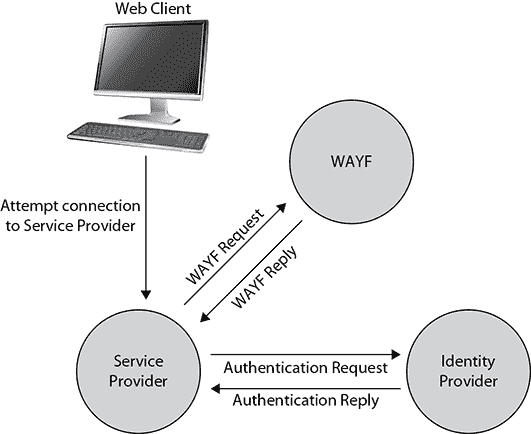 Web Client
WAYF
Attempt connection
to Service Provider
WAYF Request
WAYF Reply
Service
Provider
Authentication Request
Authentication Reply
Identity
Provider